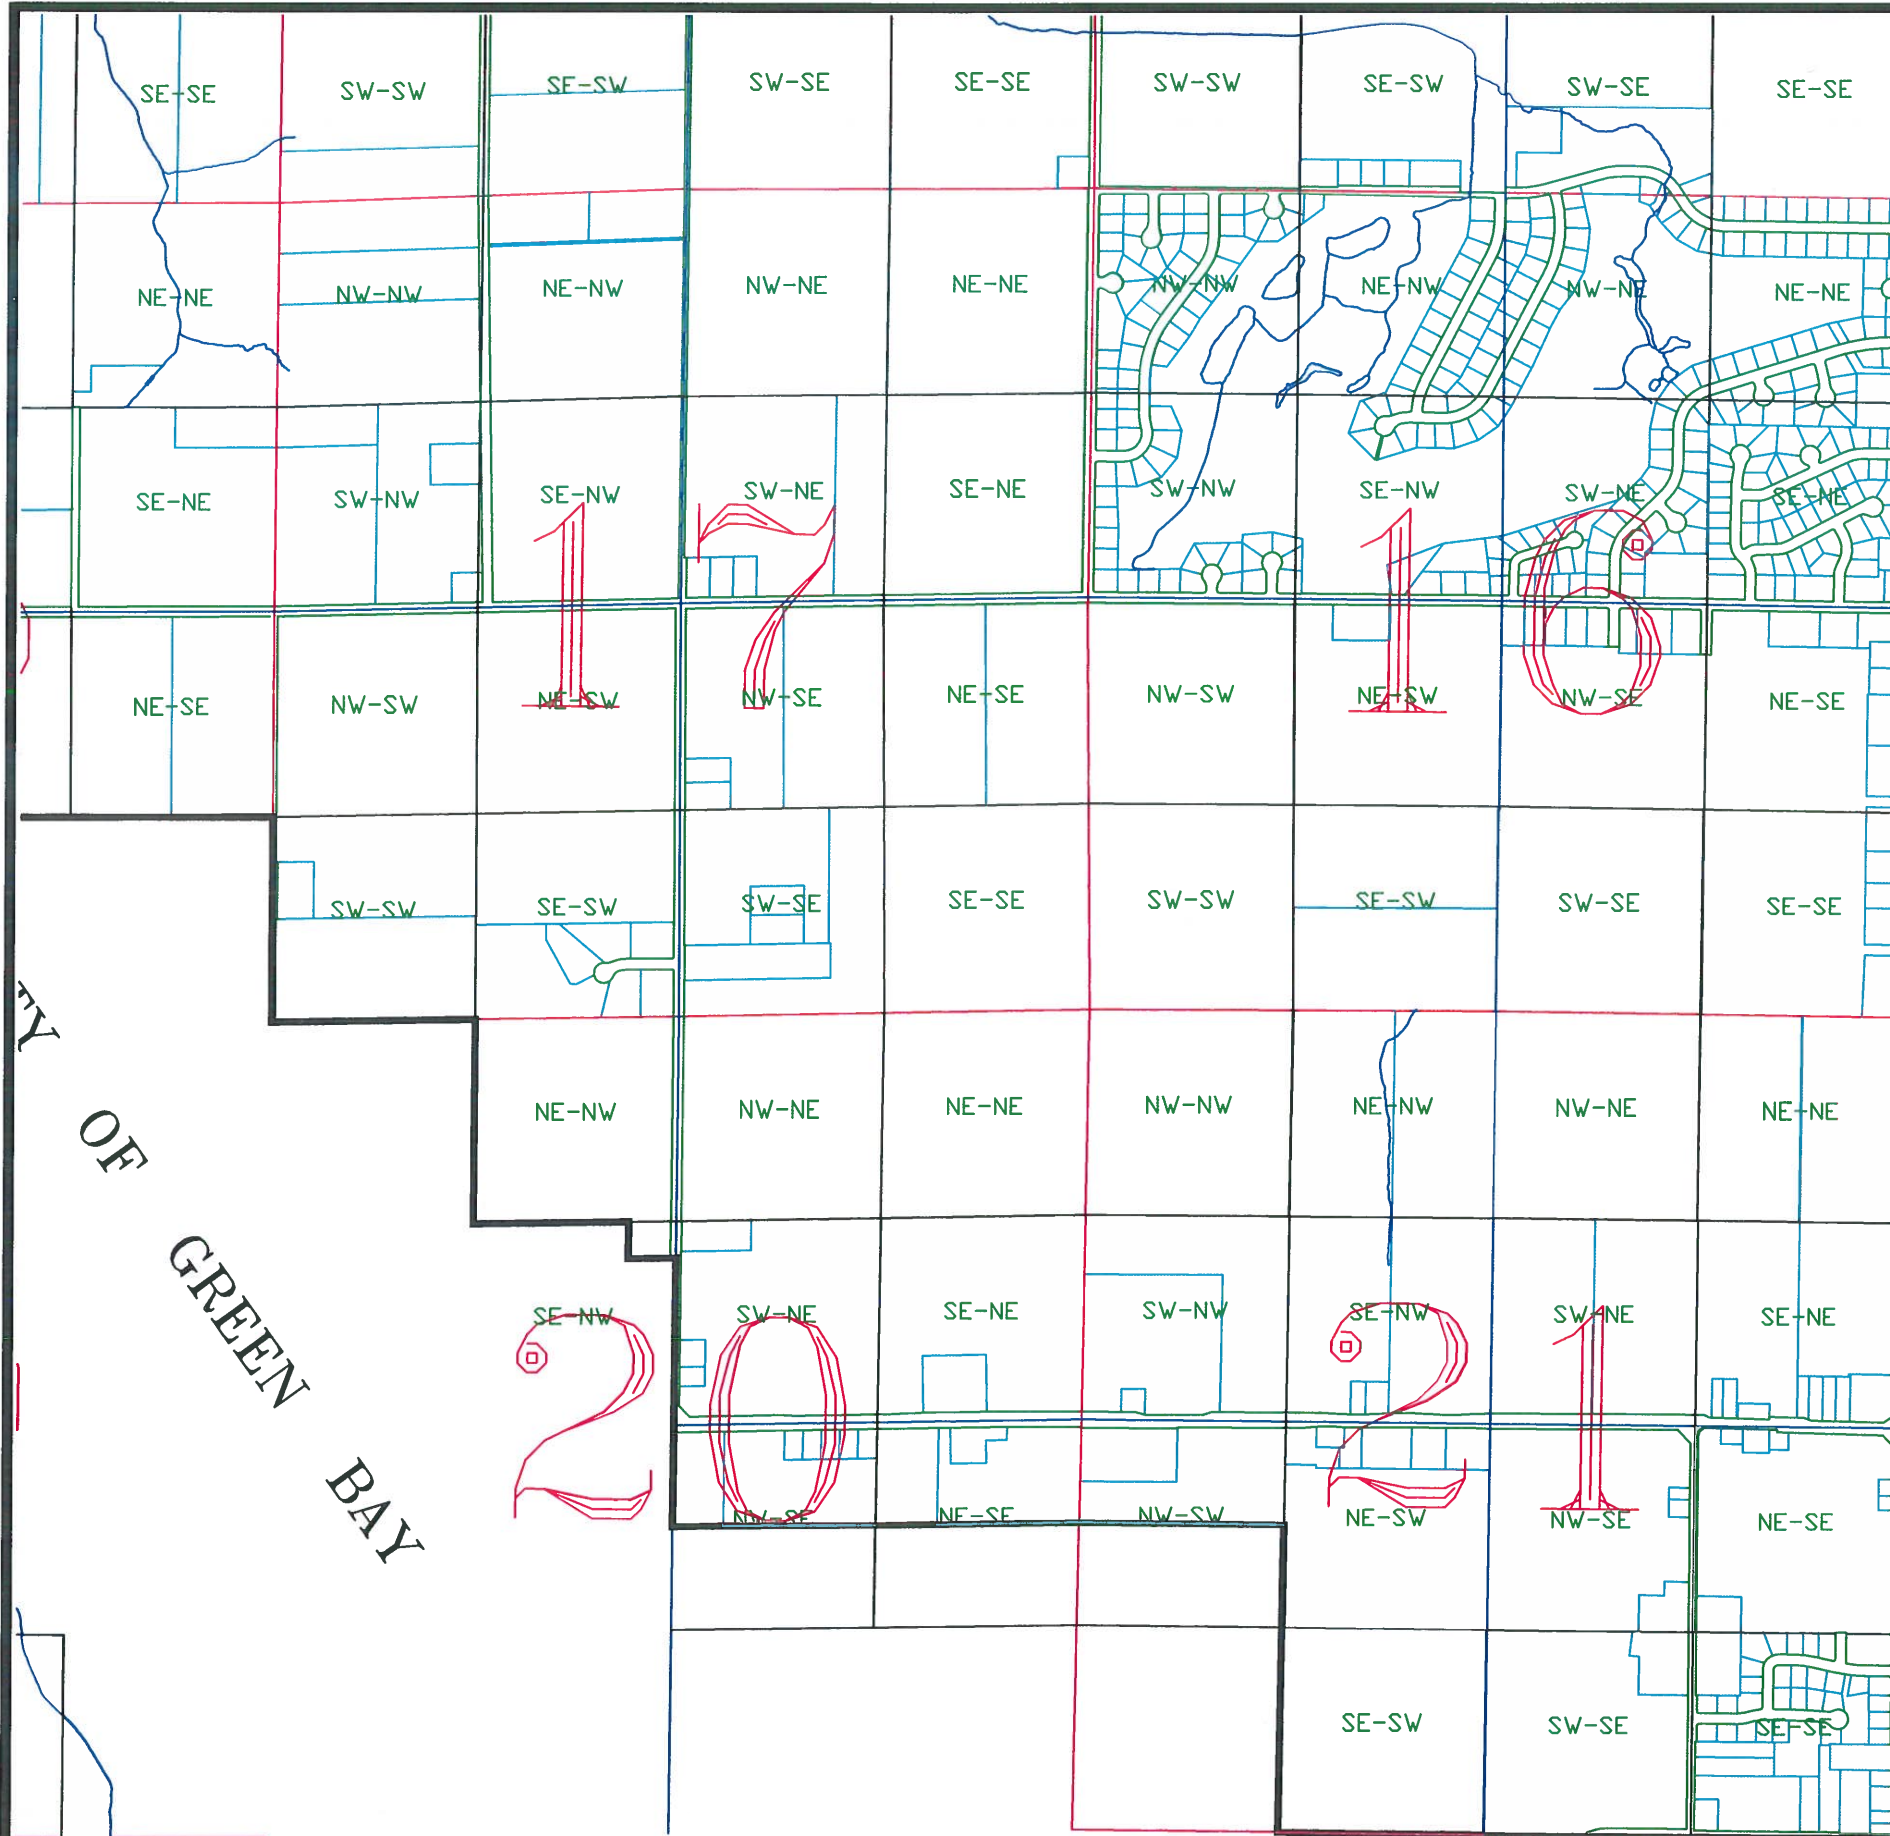 SE-SE SW-SW SE-SW SW-SE SE-SE SW-SW SE-SW SW-SE SE-SE
NE-NE NW-NW NE-NW NW-NE NE-NE NW-NW NE-NW NW-NE NE-NE
SE-NE SW-NW SE-NW SW-NE SE-NE SW-NW SE-NW SW-NE SE-NE
17 16
NE-SE NW-SW NE-SW NW-SE NE-SE NW-SW NE-SW NW-SE NE-SE
SW-SW SE-SW SW-SE SE-SE SW-SW SE-SW SW-SE SE-SE
NE-NW NW-NE NE-NE NW-NW NE-NW NW-NE NE-NE
SE-NW SW-NE SE-NE SW-NW SE-NW SW-NE SE-NE
20 21
NW-SE NE-SE NW-SW NE-SW NW-SE NE-SE
SE-SW SW-SE SE-SE
TY
OF
GREEN
BAY